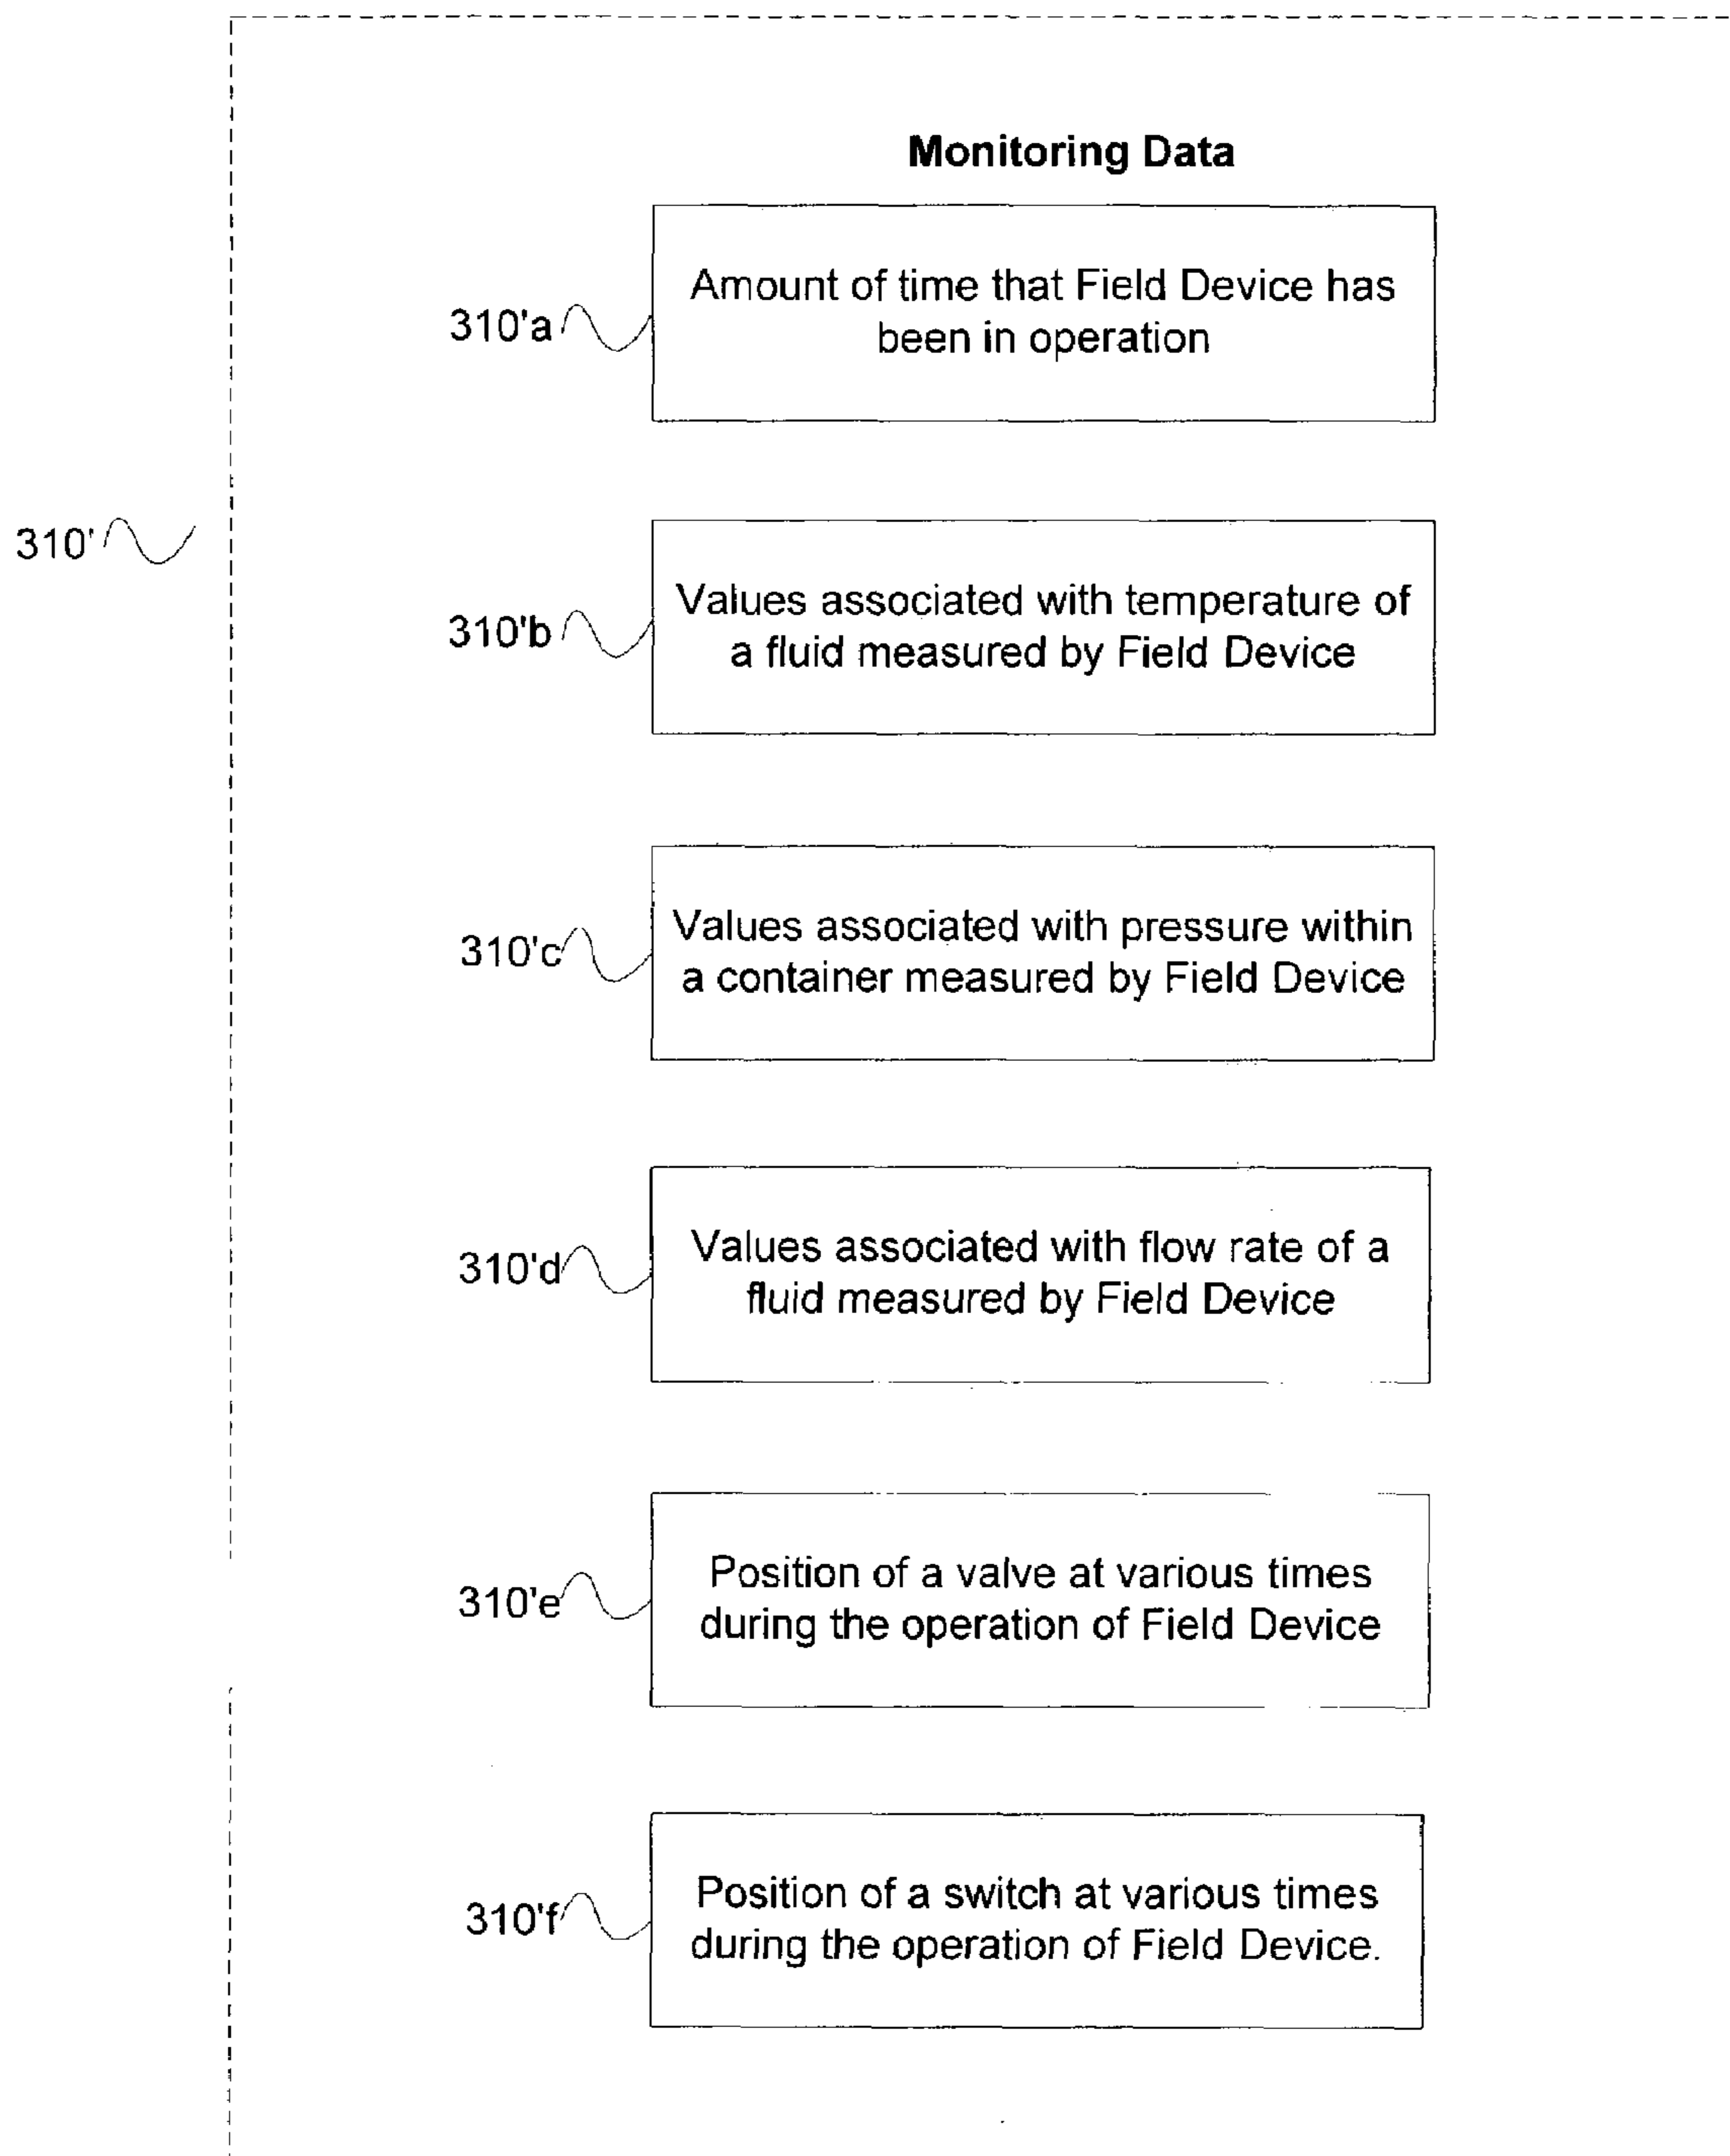 Monitoring Data
310'a
Amount of time that Field Device has
been in operation
310'
310'b
Values associated with temperature of
a fluid measured by Field Device
310'c
Values associated with pressure within
a container measured by Field Device
310'd
Values associated with flow rate of a
fluid measured by Field Device
310'e
Position of a valve at various times
during the operation of Field Device
310'f
Position of a switch at various times
during the operation of Field Device.